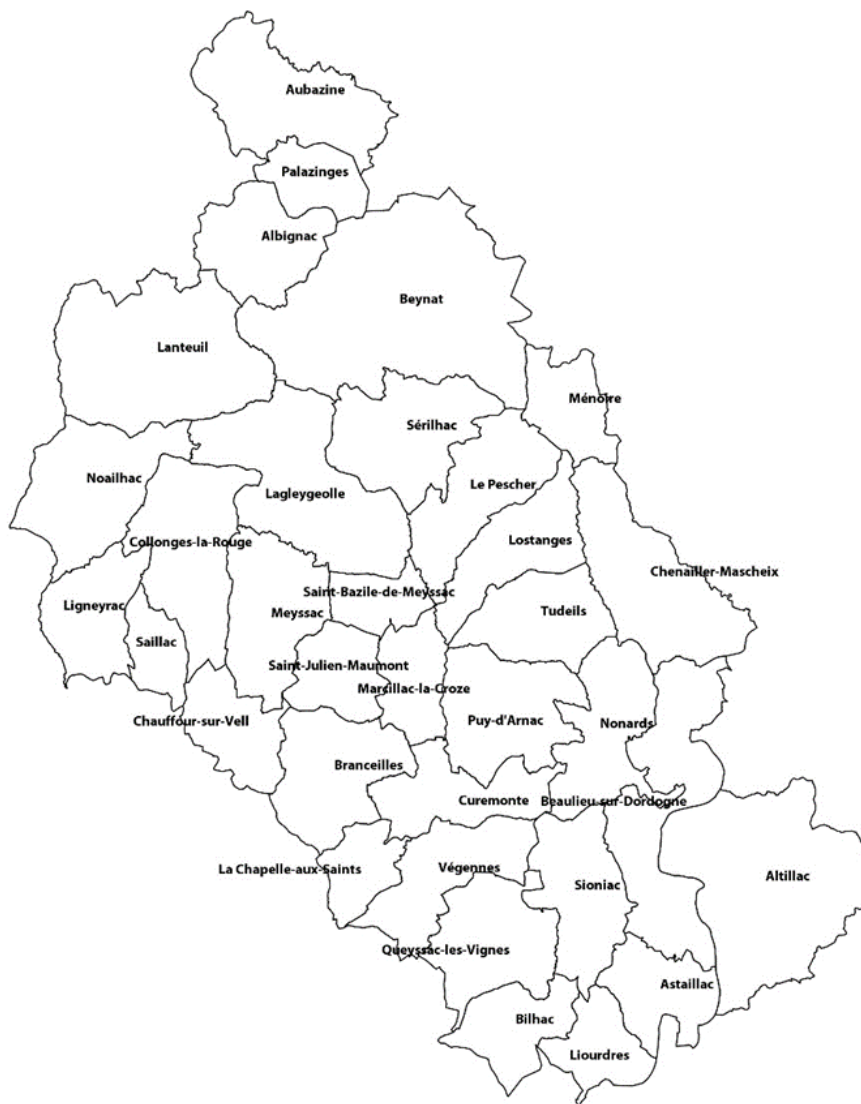 Aubazine
Palazinges
Albignac
Beynat
Lanteuil
Ménoire
Sérilhac
Noailhac
Le Pescher
Lagleygeolle
Lostanges
Collonges-la-Rouge
Chenailler-Mascheix
Saint-Bazile-de-Meyssac
Ligneyrac
Meyssac
Tudeils
Saillac
Saint-Julien-Maumont
Marcillac-la-Croze
Chauffour-sur-Vell
Puy-d'Arnac
Nonards
Branceilles
Curemonte
Beaulieu-sur-Dordogne
La Chapelle-aux-Saints
Végennes
Altillac
Sioniac
Queyssac-les-Vignes
Astaillac
Bilhac
Liourdres